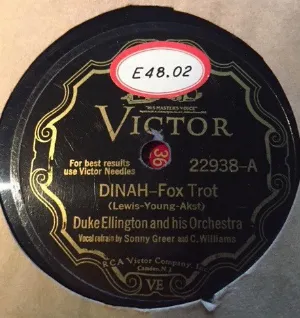 E48.02
"HIS MASTER'S VOICE"
VICTOR
For best results
use Victor Needles
36
22938-A
DINAH-Fox Trot
(Lewis-Young-Akst)
Duke Ellington and his Orchestra
Vocal refrain by Sonny Greer and C. Williams
RCA Victor Company, I
Camden, N.J.
VE